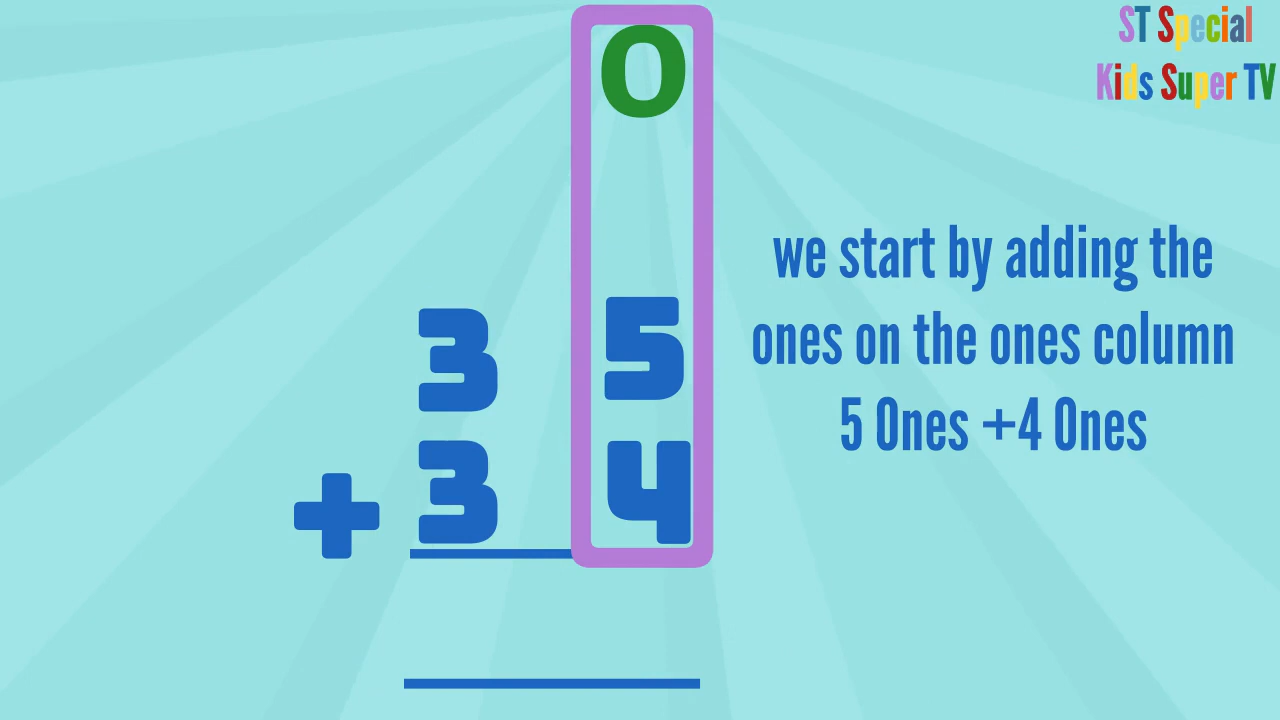 ST Special
Kids Super TV
O
3 5
+ 3 4
we start by adding the
ones on the ones column
5 Ones +4 Ones